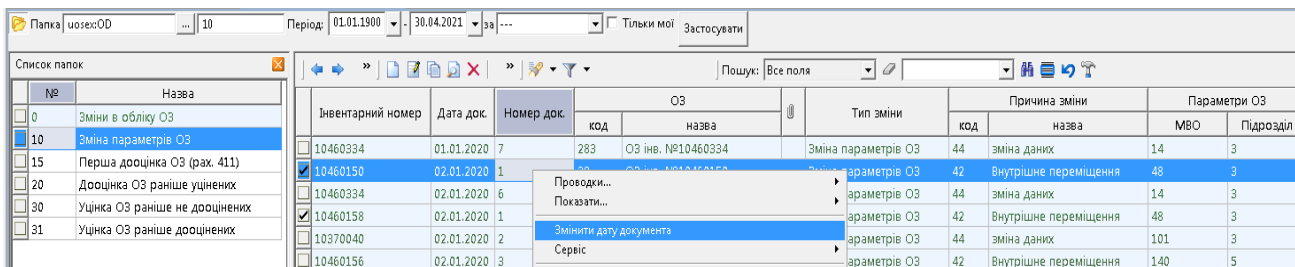 Папка uosex:OD ... 10 Період: 01.01.1900 - 30.04.2021 за --- Тільки мої Застосувати
Список папок
» » Пошук: Все поля
№ Назва
0 Зміни в обліку ОЗ
10 Зміна параметрів ОЗ
15 Перша дооцінка ОЗ (рах. 411)
20 Дооцінка ОЗ раніше уцінених
30 Уцінка ОЗ раніше не дооцінених
31 Уцінка ОЗ раніше дооцінених
Інвентарний номер Дата док. Номер док. ОЗ Тип зміни Причина зміни Параметри ОЗ
код назва код назва МВО Підрозділ
10460334 01.01.2020 7 283 ОЗ інв. №10460334 Зміна параметрів ОЗ 44 зміна даних 14 3
10460150 02.01.2020 1 параметрів ОЗ 42 Внутрішнє переміщення 48 3
10460334 02.01.2020 6 араметрів ОЗ 44 зміна даних 14 3
10460158 02.01.2020 1 араметрів ОЗ 42 Внутрішнє переміщення 48 3
10370040 02.01.2020 2 араметрів ОЗ 44 зміна даних 101 3
10460156 02.01.2020 3 араметрів ОЗ 42 Внутрішнє переміщення 140 5
Проводки...
Показати...
Змінити дату документа
Сервіс